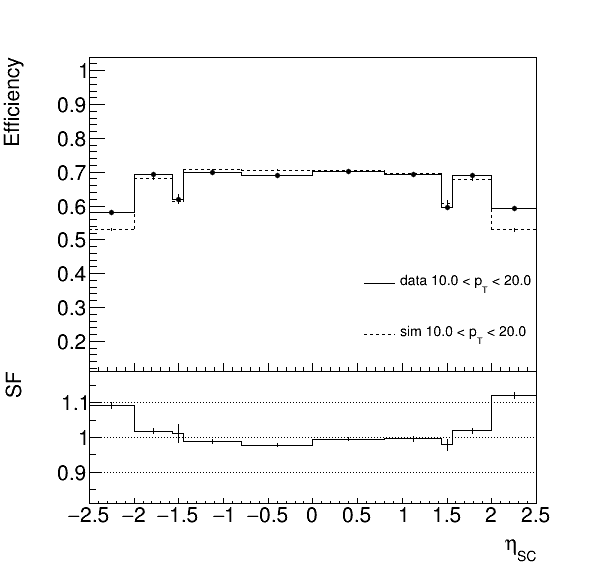 Efficiency
1
0.9
0.8
0.7
0.6
0.5
0.4
0.3
0.2
data 10.0 < p_T < 20.0
sim 10.0 < p_T < 20.0
SF
1.1
1
0.9
−2.5 −2 −1.5 −1 −0.5 0 0.5 1 1.5 2 2.5
η_SC